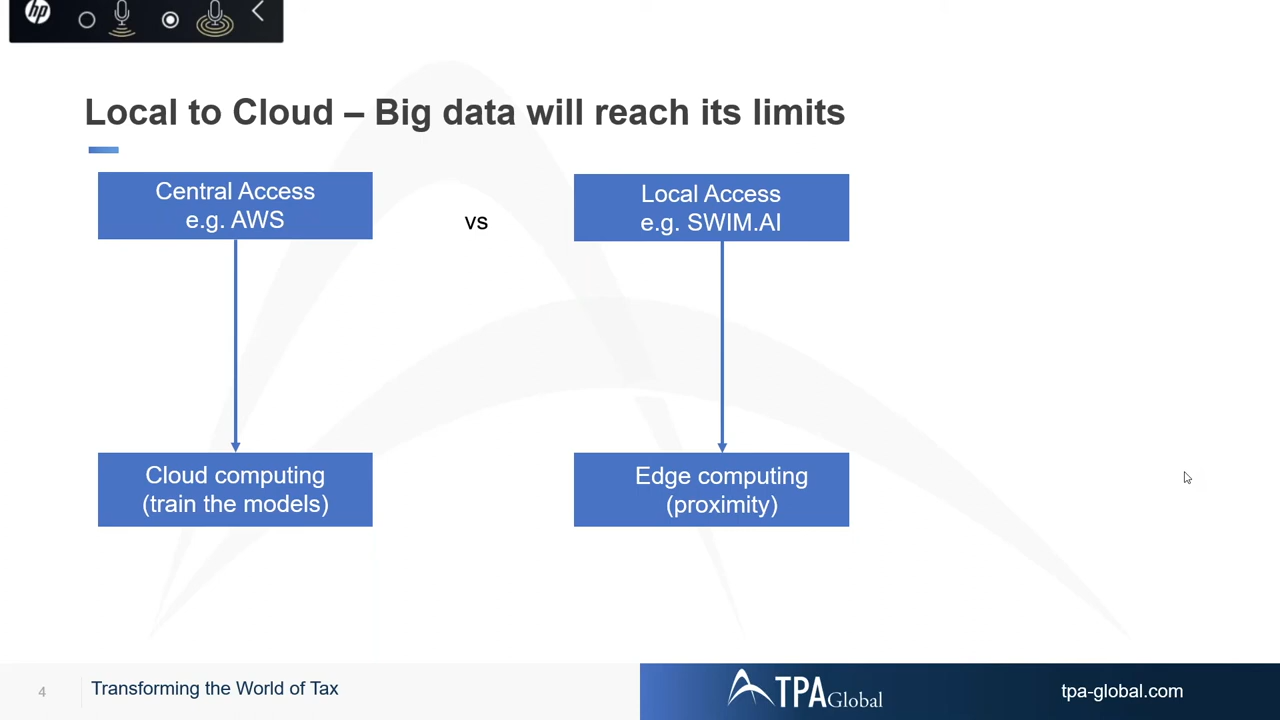 hp
Local to Cloud – Big data will reach its limits
Central Access
e.g. AWS
vs
Local Access
e.g. SWIM.AI
Cloud computing
(train the models)
Edge computing
(proximity)
4
Transforming the World of Tax
TPA Global
tpa-global.com